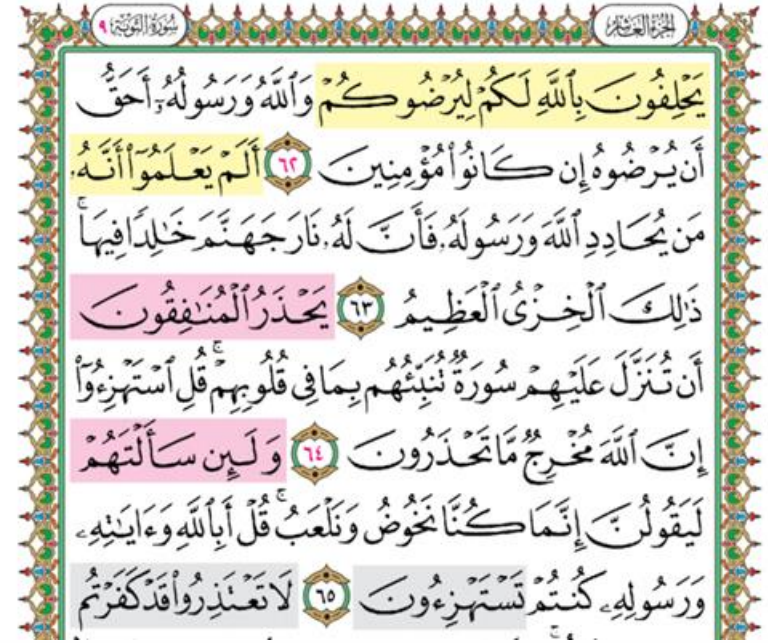 الجزء العاشر
سورة التوبة ٩
يَحْلِفُونَ بِٱللَّهِ لَكُمْ لِيُرْضُوكُمْ وَٱللَّهُ وَرَسُولُهُۥٓ أَحَقُّ
أَن يُرْضُوهُ إِن كَانُوا۟ مُؤْمِنِينَ ٦٢ أَلَمْ يَعْلَمُوٓا۟ أَنَّهُۥ
مَن يُحَادِدِ ٱللَّهَ وَرَسُولَهُۥ فَأَنَّ لَهُۥ نَارَ جَهَنَّمَ خَٰلِدًا فِيهَا ۚ
ذَٰلِكَ ٱلْخِزْىُ ٱلْعَظِيمُ ٦٣ يَحْذَرُ ٱلْمُنَٰفِقُونَ
أَن تُنَزَّلَ عَلَيْهِمْ سُورَةٌ تُنَبِّئُهُم بِمَا فِى قُلُوبِهِمْ ۚ قُلِ ٱسْتَهْزِءُوٓا۟
إِنَّ ٱللَّهَ مُخْرِجٌ مَّا تَحْذَرُونَ ٦٤ وَلَئِن سَأَلْتَهُمْ
لَيَقُولُنَّ إِنَّمَا كُنَّا نَخُوضُ وَنَلْعَبُ ۚ قُلْ أَبِٱللَّهِ وَءَايَٰتِهِۦ
وَرَسُولِهِۦ كُنتُمْ تَسْتَهْزِءُونَ ٦٥ لَا تَعْتَذِرُوا۟ قَدْ كَفَرْتُم